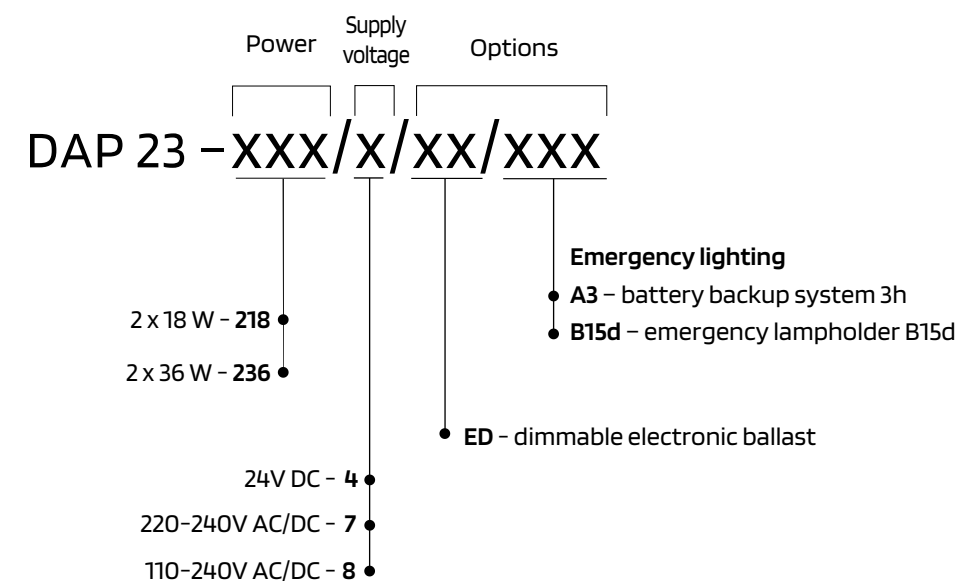 Power
Supply
voltage
Options
DAP 23 – xxx/x/xx/xxx
Emergency lighting
A3 – battery backup system 3h
B15d – emergency lampholder B15d
2 x 18 W – 218
2 x 36 W – 236
ED – dimmable electronic ballast
24V DC – 4
220–240V AC/DC – 7
110–240V AC/DC – 8